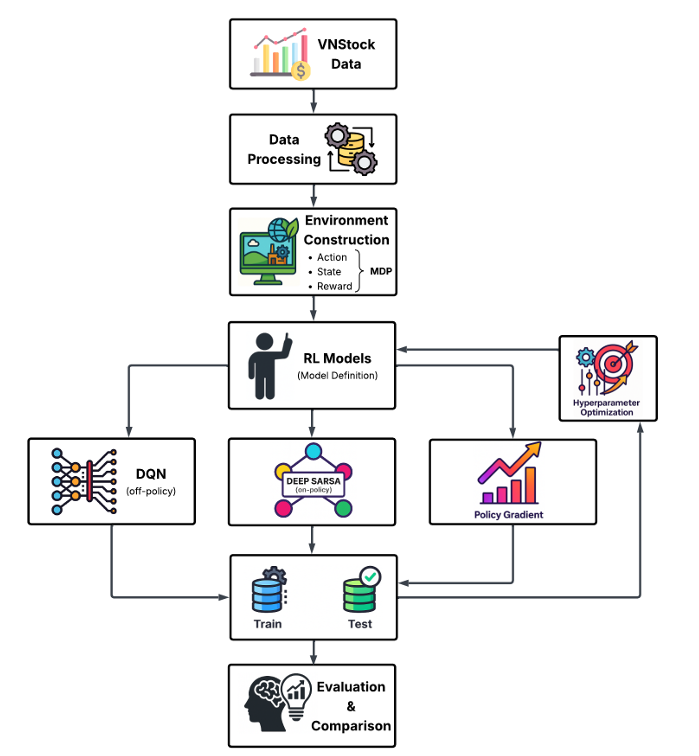 VNStock
Data
$
Data
Processing
Environment
Construction
• Action
• State
• Reward
MDP
RL Models
(Model Definition)
Hyperparameter
Optimization
DQN
(off-policy)
DEEP SARSA
(on-policy)
Policy Gradient
Train
Test
Evaluation
&
Comparison